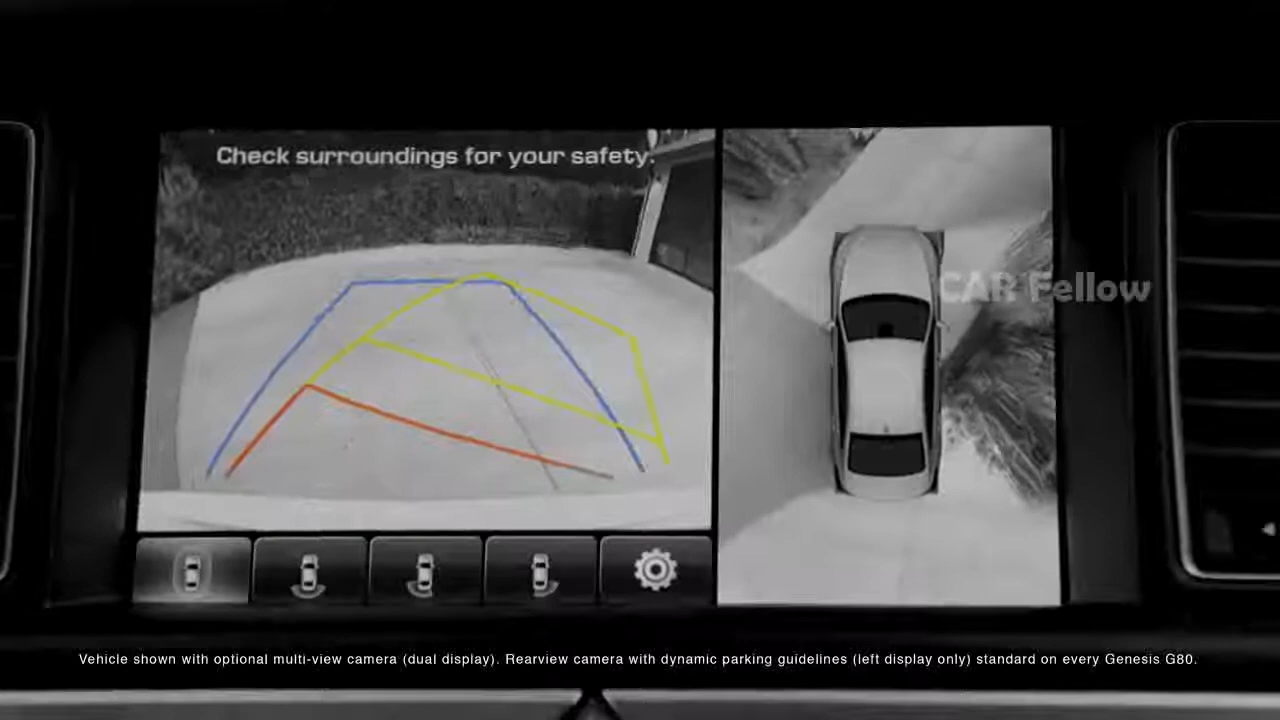 Check surroundings for your safety.
CAR Fellow
Vehicle shown with optional multi-view camera (dual display). Rearview camera with dynamic parking guidelines (left display only) standard on every Genesis G80.